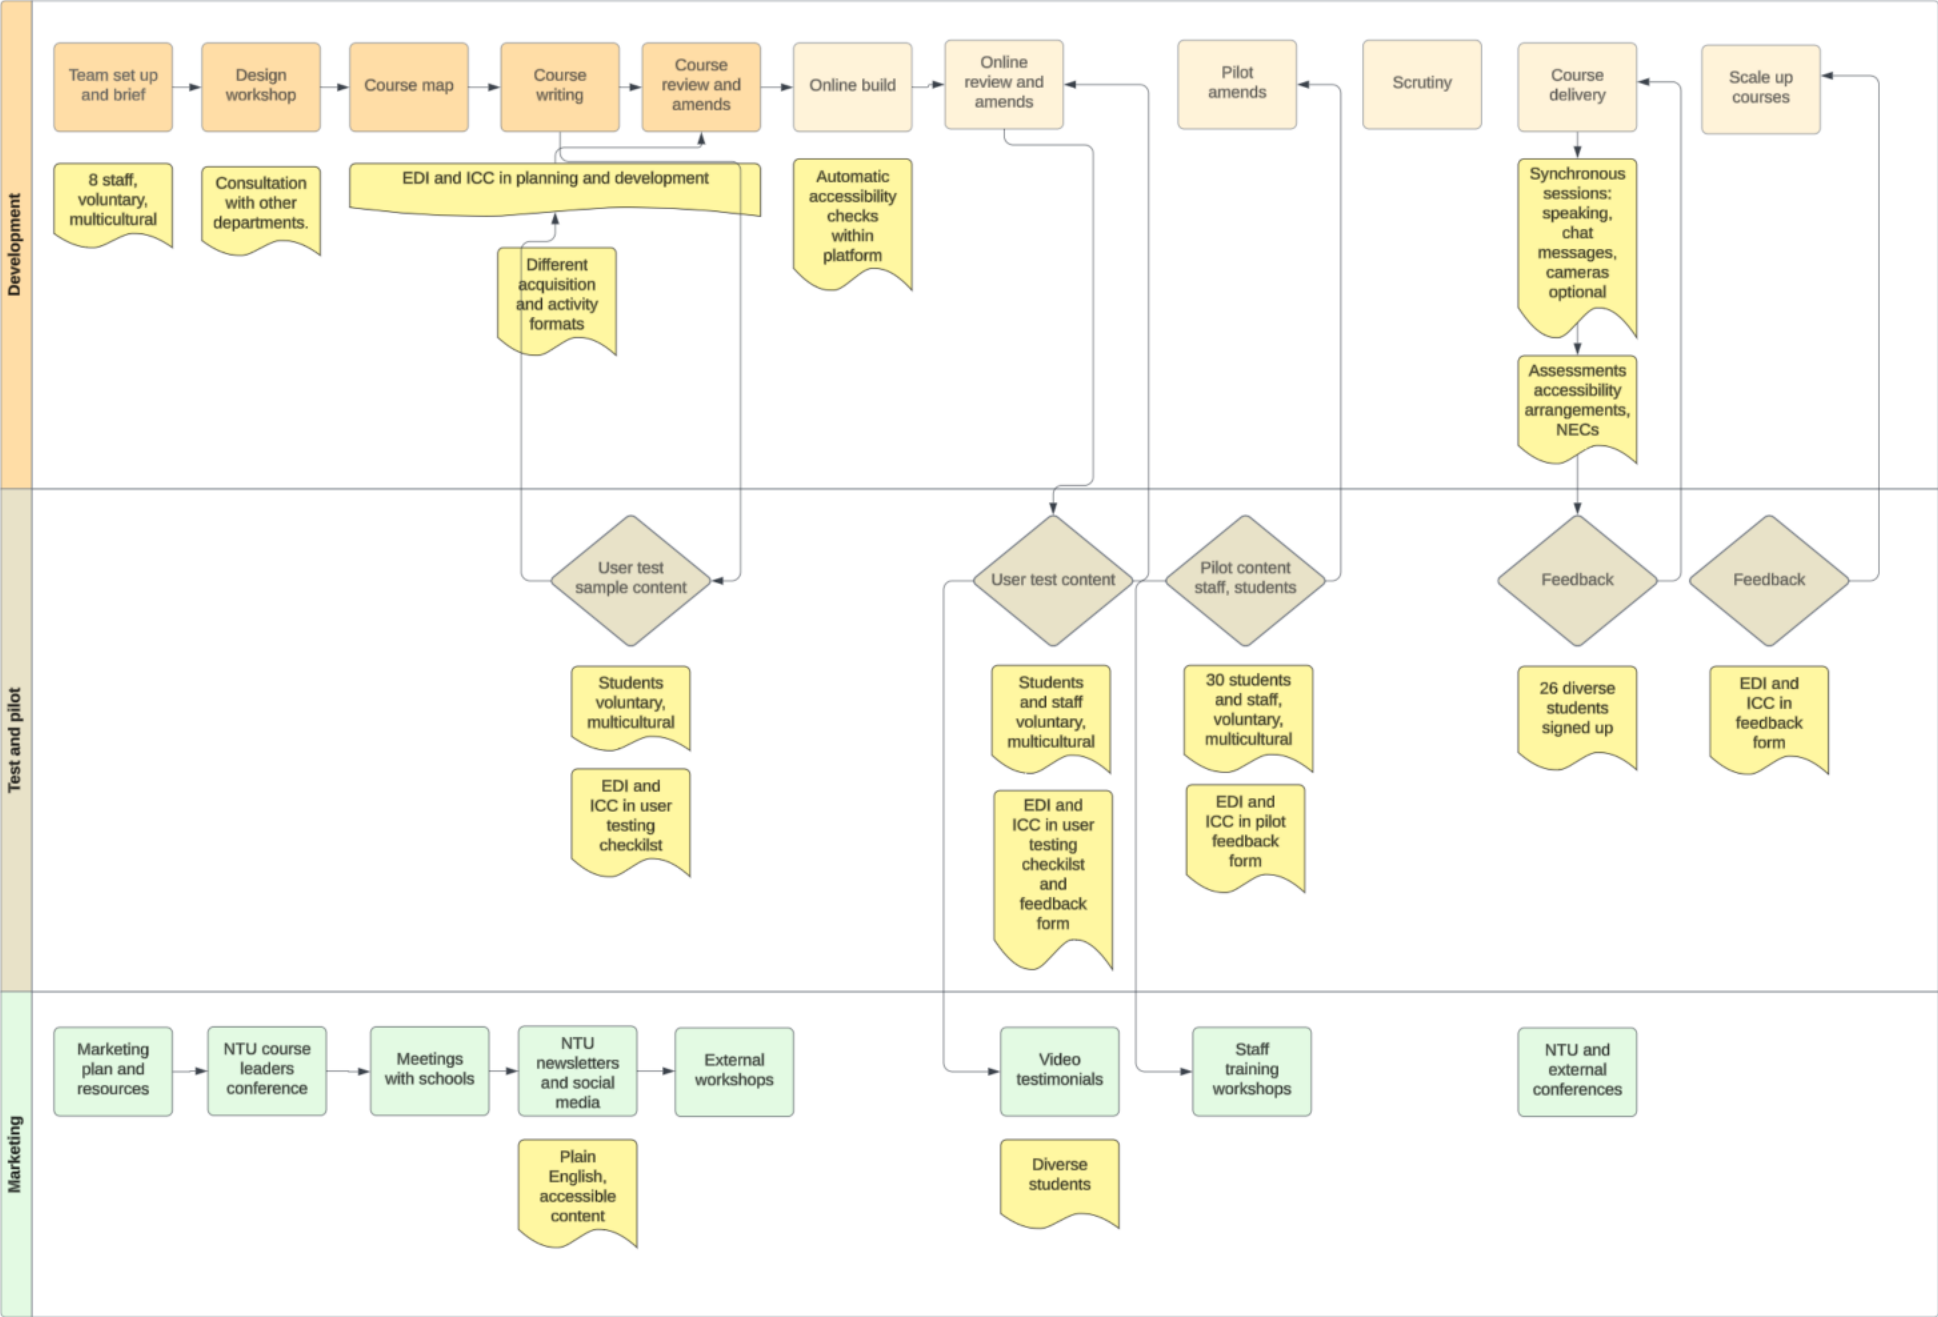 Development
Team set up
and brief
Design
workshop
Course map
Course
writing
Course
review and
amends
Online build
Online
review and
amends
Pilot
amends
Scrutiny
Course
delivery
Scale up
courses
8 staff,
voluntary,
multicultural
Consultation
with other
departments.
EDI and ICC in planning and development
Different
acquisition
and activity
formats
Automatic
accessibility
checks
within
platform
Synchronous
sessions:
speaking,
chat
messages,
cameras
optional
Assessments
accessibility
arrangements,
NECs
Test and pilot
User test
sample content
User test content
Pilot content
staff, students
Feedback
Feedback
Students
voluntary,
multicultural
EDI and
ICC in user
testing
checkilst
Students
and staff
voluntary,
multicultural
EDI and
ICC in user
testing
checkilst
and
feedback
form
30 students
and staff,
voluntary,
multicultural
EDI and
ICC in pilot
feedback
form
26 diverse
students
signed up
EDI and
ICC in
feedback
form
Marketing
Marketing
plan and
resources
NTU course
leaders
conference
Meetings
with schools
NTU
newsletters
and social
media
External
workshops
Video
testimonials
Staff
training
workshops
NTU and
external
conferences
Plain
English,
accessible
content
Diverse
students